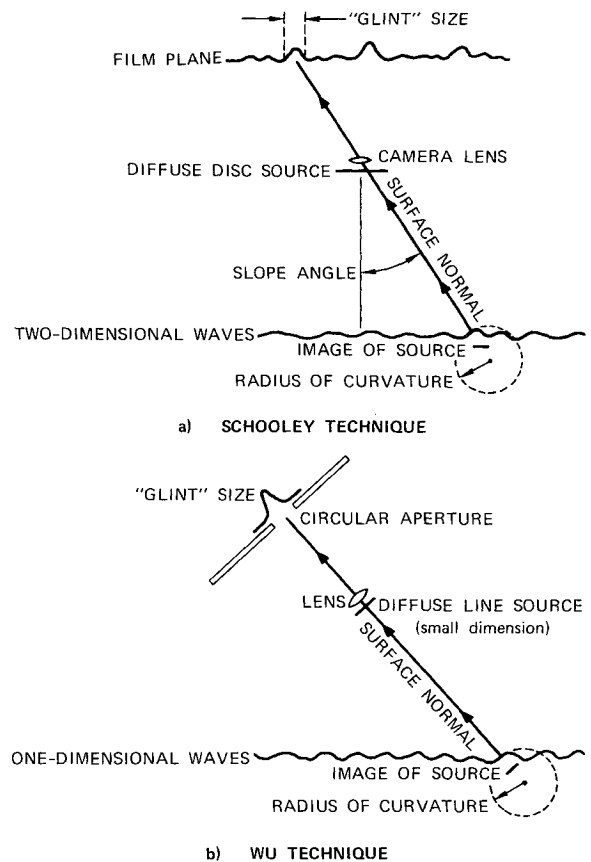 "GLINT" SIZE
FILM PLANE
CAMERA LENS
DIFFUSE DISC SOURCE
SURFACE NORMAL
SLOPE ANGLE
TWO-DIMENSIONAL WAVES
IMAGE OF SOURCE
RADIUS OF CURVATURE
a) SCHOOLEY TECHNIQUE
"GLINT" SIZE
CIRCULAR APERTURE
LENS
DIFFUSE LINE SOURCE
(small dimension)
SURFACE NORMAL
ONE-DIMENSIONAL WAVES
IMAGE OF SOURCE
RADIUS OF CURVATURE
b) WU TECHNIQUE